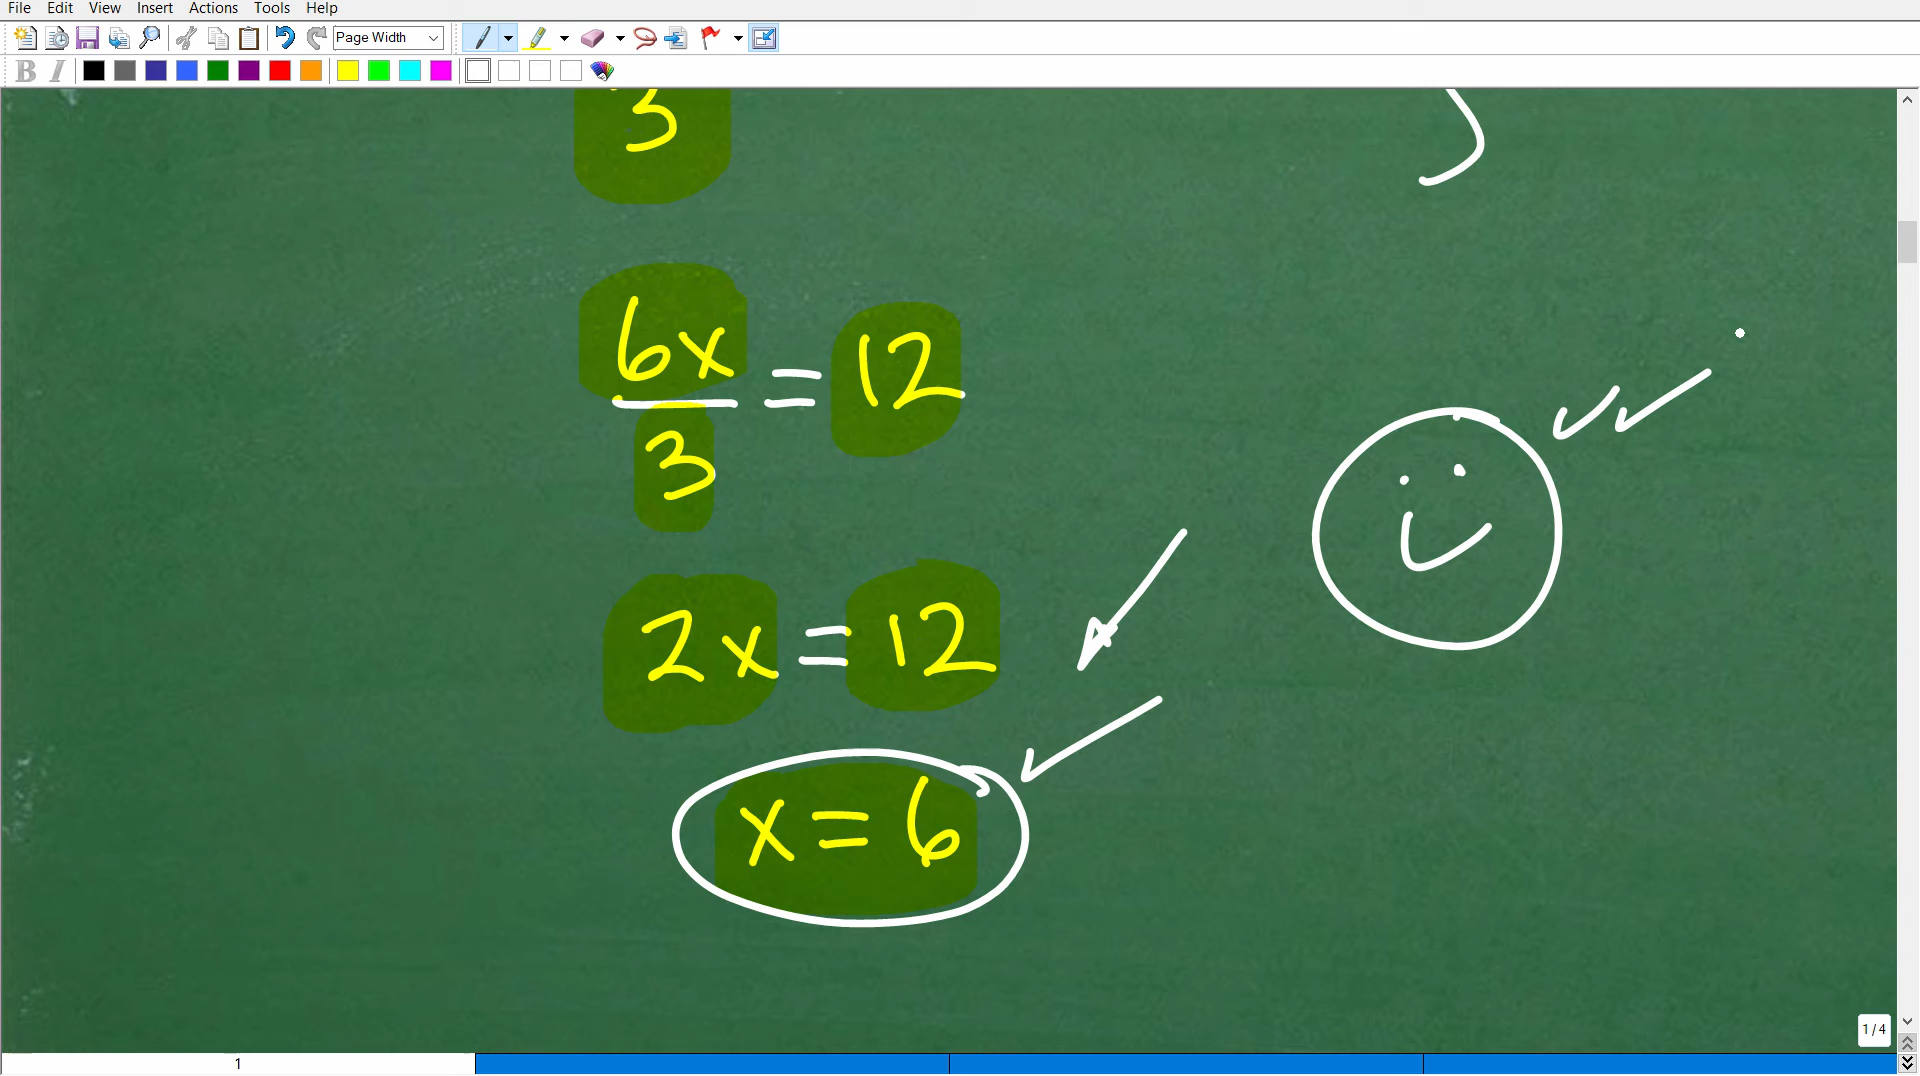 File Edit View Insert Actions Tools Help
Page Width
B I
3
6x = 12
3
2x = 12
x = 6
1 / 4
1